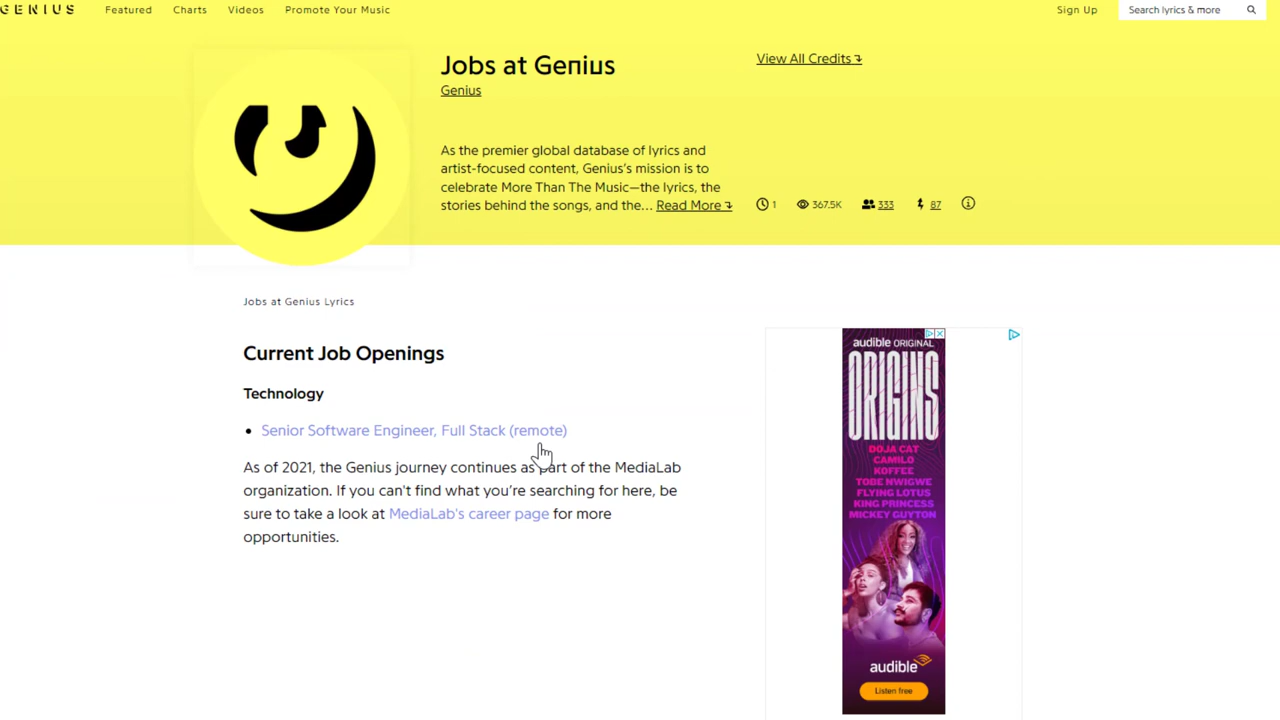 GENIUS
Featured
Charts
Videos
Promote Your Music
Sign Up
Search lyrics & more
Jobs at Genius
Genius
View All Credits
As the premier global database of lyrics and
artist-focused content, Genius's mission is to
celebrate More Than The Music—the lyrics, the
stories behind the songs, and the... Read More
1
367.5K
333
87
Jobs at Genius Lyrics
Current Job Openings
Technology
• Senior Software Engineer, Full Stack (remote)
As of 2021, the Genius journey continues as part of the MediaLab
organization. If you can't find what you're searching for here, be
sure to take a look at MediaLab's career page for more
opportunities.
audible ORIGINAL
ORIGINS
DOJA CAT
CAMILO
KOFFEE
TOBE NWIGWE
FLYING LOTUS
KING PRINCESS
MICKEY GUYTON
audible
Listen free